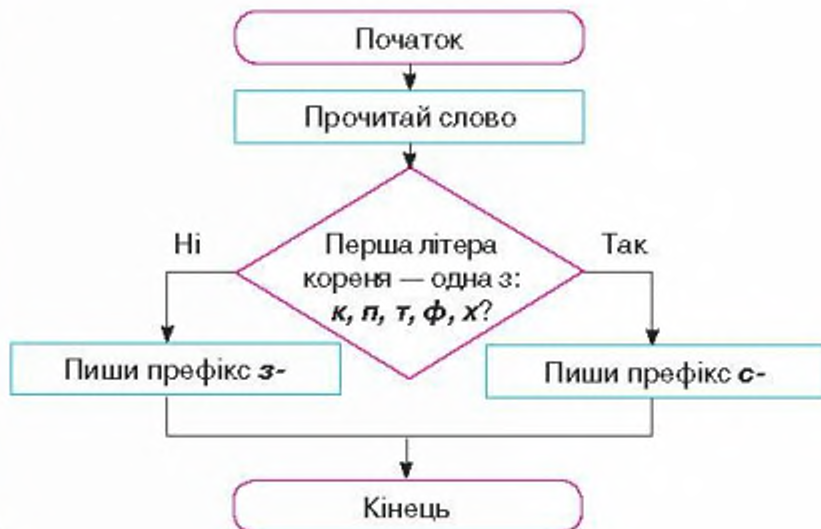 Початок
Прочитай слово
Ні
Перша літера
кореня — одна з:
к, п, т, ф, х?
Так
Пиши префікс з-
Пиши префікс с-
Кінець